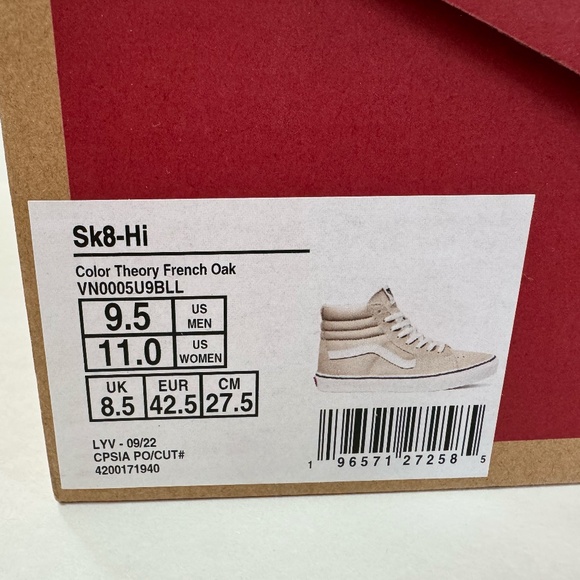 Sk8-Hi
Color Theory French Oak
VN0005U9BLL
9.5 US MEN
11.0 US WOMEN
UK EUR CM
8.5 42.5 27.5
LYV - 09/22
CPSIA PO/CUT#
4200171940
1 96571 27258 5